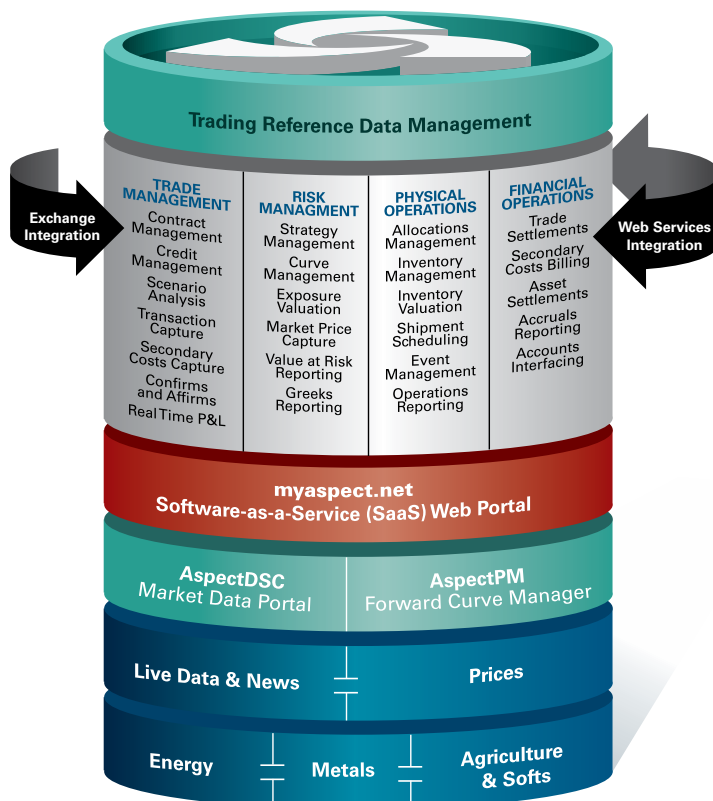 Trading Reference Data Management
Exchange
Integration
TRADE
MANAGEMENT
Contract
Management
Credit
Management
Scenario
Analysis
Transaction
Capture
Secondary
Costs Capture
Confirms
and Affirms
Real Time P&L
RISK
MANAGMENT
Strategy
Management
Curve
Management
Exposure
Valuation
Market Price
Capture
Value at Risk
Reporting
Greeks
Reporting
PHYSICAL
OPERATIONS
Allocations
Management
Inventory
Management
Inventory
Valuation
Shipment
Scheduling
Event
Management
Operations
Reporting
FINANCIAL
OPERATIONS
Trade
Settlements
Secondary
Costs Billing
Asset
Settlements
Accruals
Reporting
Accounts
Interfacing
Web Services
Integration
myaspect.net
Software-as-a-Service (SaaS) Web Portal
AspectDSC
Market Data Portal
AspectPM
Forward Curve Manager
Live Data & News
Prices
Energy
Metals
Agriculture
& Softs